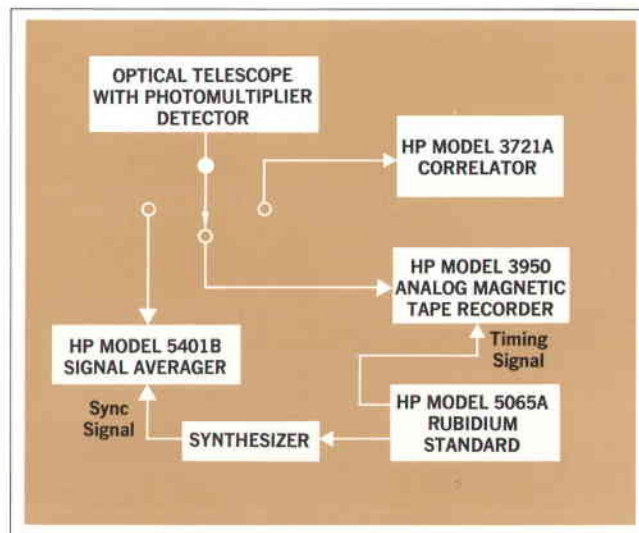 OPTICAL TELESCOPE
WITH PHOTOMULTIPLIER
DETECTOR
HP MODEL 3721A
CORRELATOR
HP MODEL 3950
ANALOG MAGNETIC
TAPE RECORDER
HP MODEL 5401B
SIGNAL AVERAGER
Timing
Signal
Sync
Signal
SYNTHESIZER
HP MODEL 5065A
RUBIDIUM
STANDARD